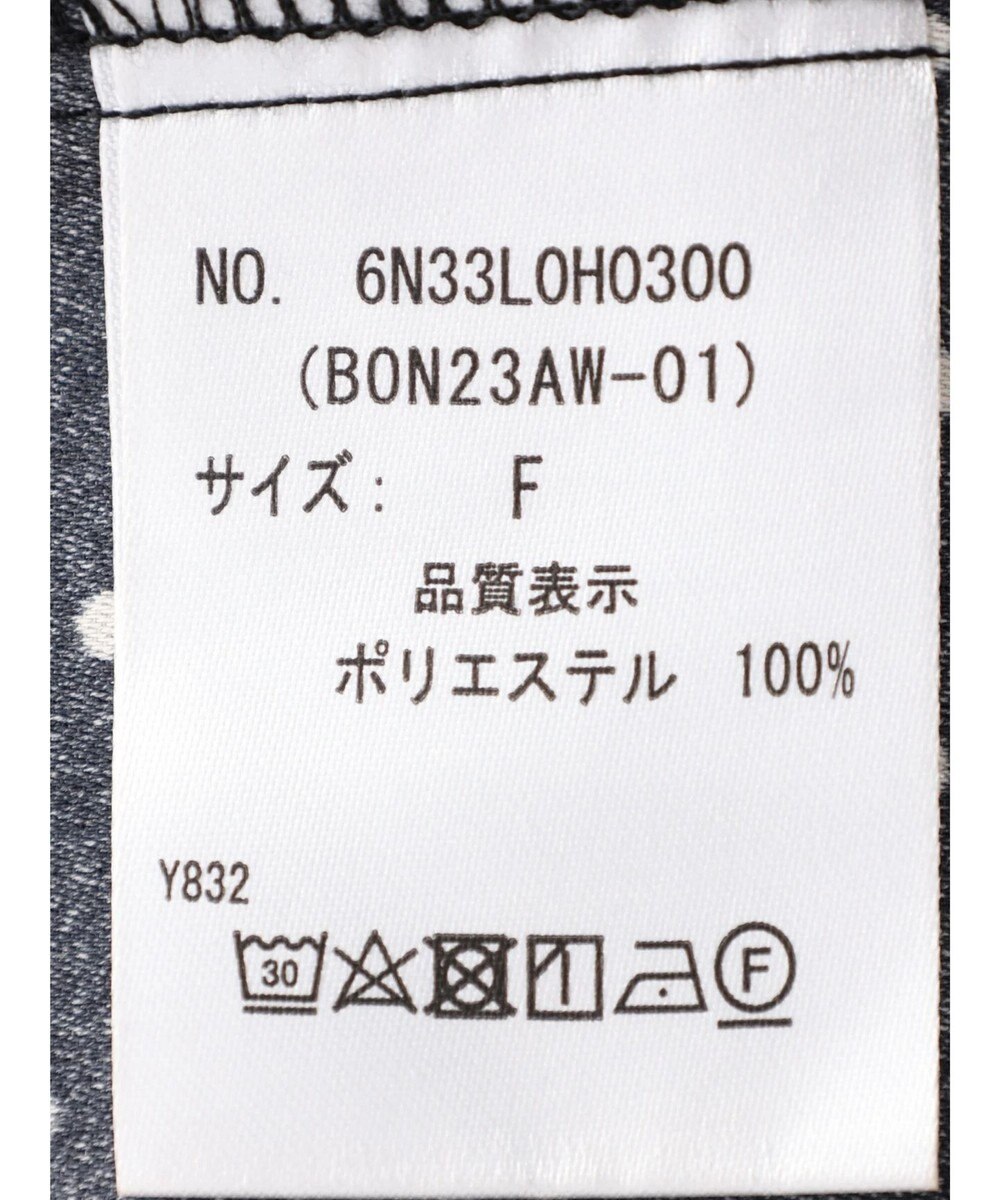 NO. 6N33L0H0300
(BON23AW-01)
サイズ: F
品質表示
ポリエステル 100%
Y832
30 F